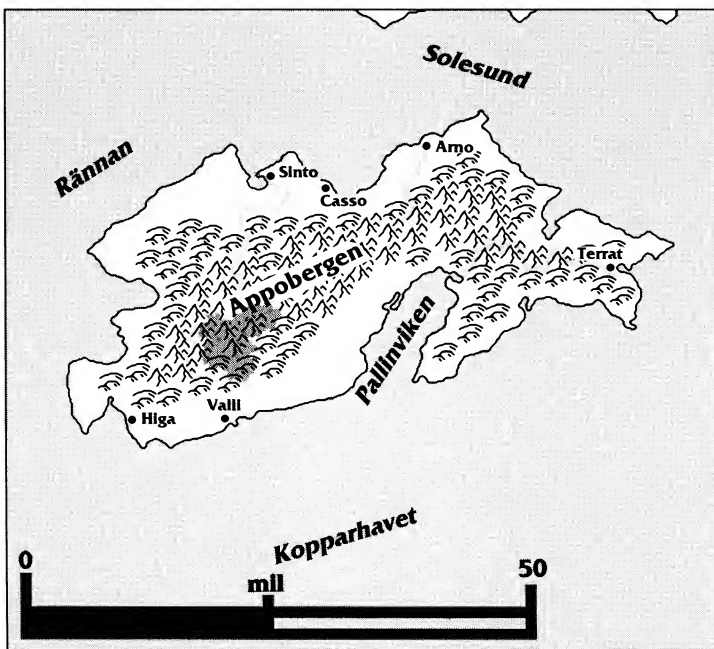 Solesund
Rännan
Arno
Sinto
Casso
Appobergen
Terrat
Pallinviken
Valli
Higa
Kopparhavet
0
mil
50